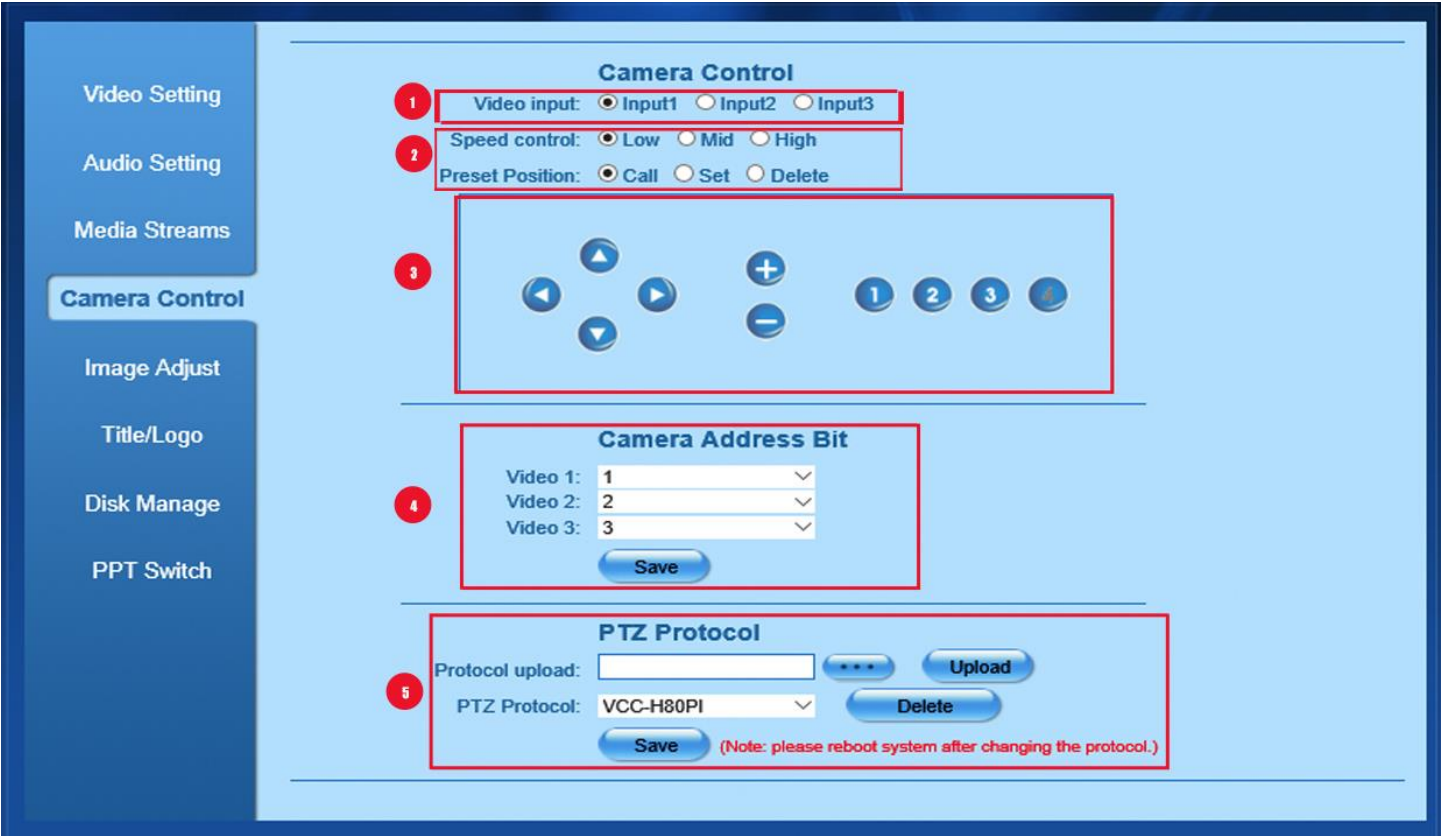 Video Setting
Audio Setting
Media Streams
Camera Control
Image Adjust
Title/Logo
Disk Manage
PPT Switch
Camera Control
1 Video input: Input1 Input2 Input3
Speed control: Low Mid High
2
Preset Position: Call Set Delete
3
+
−
1 2 3 4
Camera Address Bit
Video 1: 1
4 Video 2: 2
Video 3: 3
Save
PTZ Protocol
Protocol upload: ... Upload
5 PTZ Protocol: VCC-H80PI Delete
Save (Note: please reboot system after changing the protocol.)